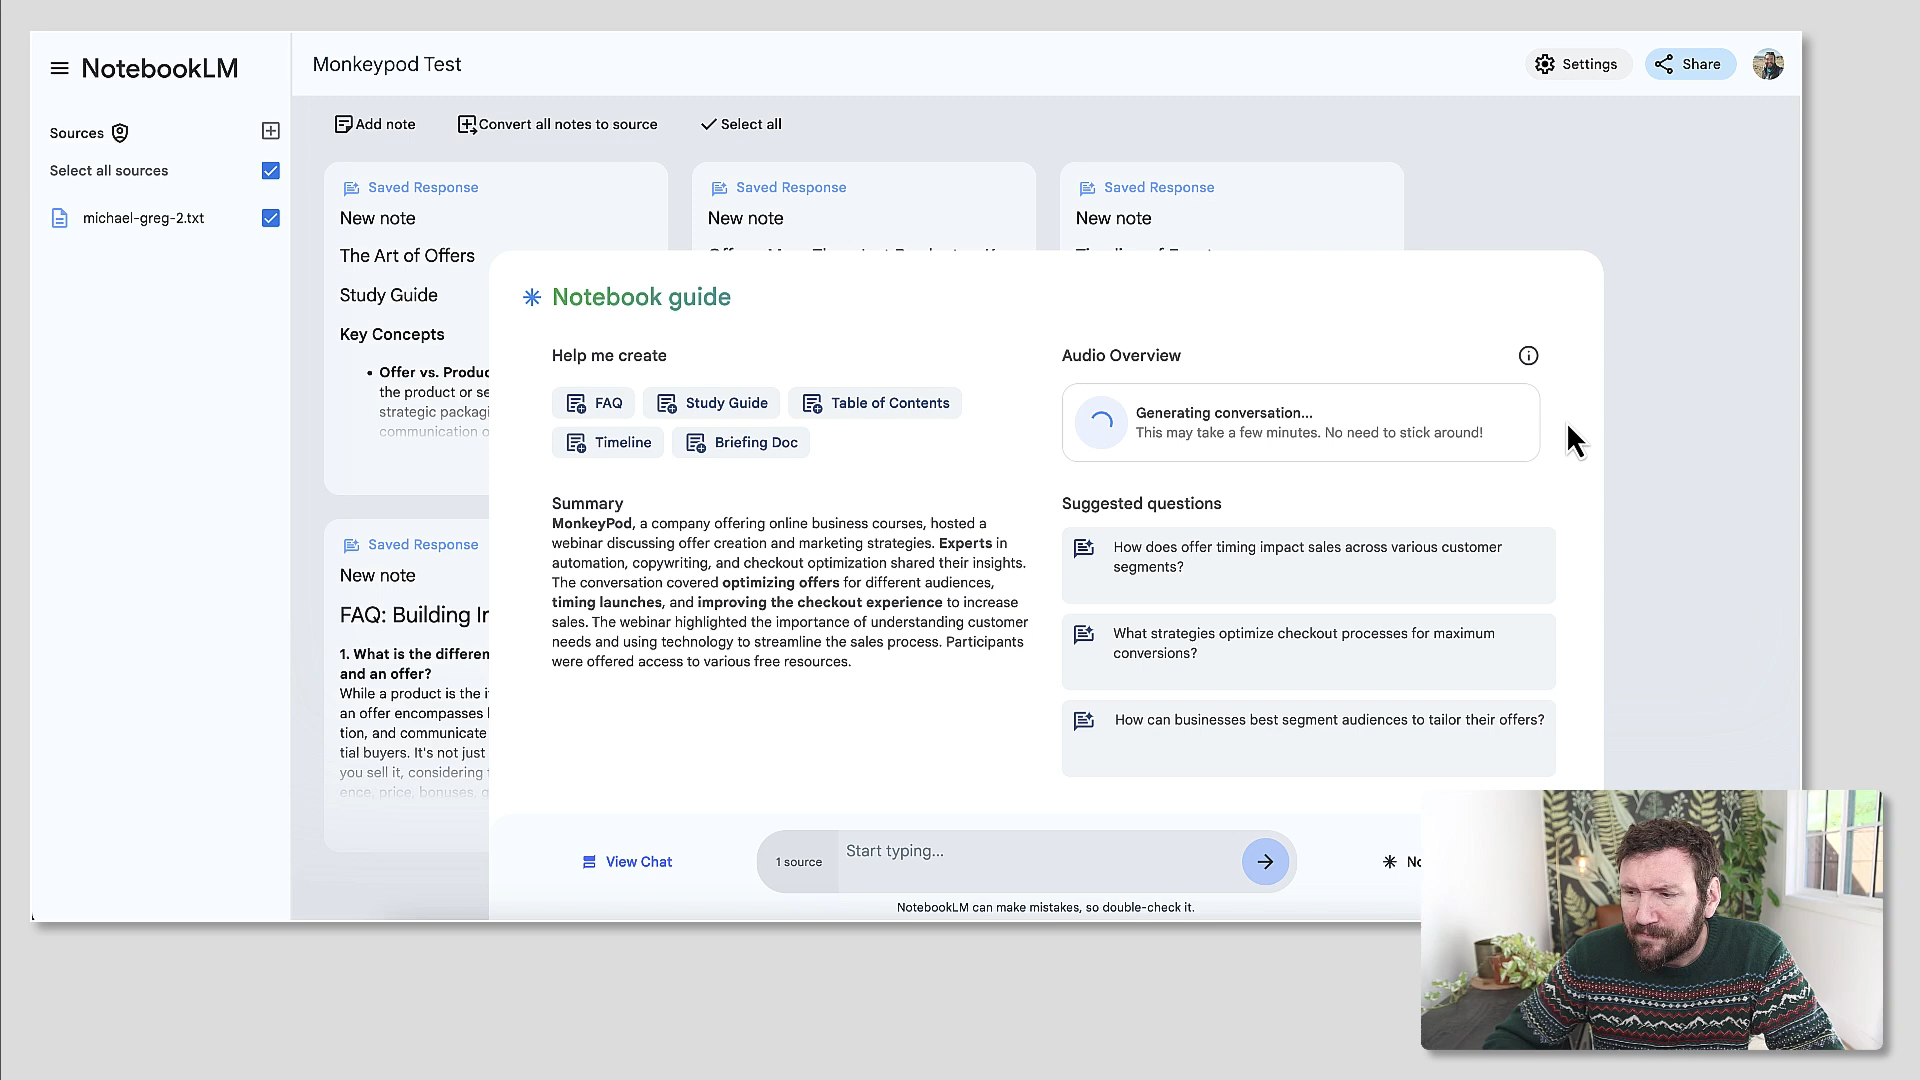 NotebookLM
Monkeypod Test
Settings
Share
Sources
Select all sources
michael-greg-2.txt
Add note
Convert all notes to source
Select all
Saved Response
New note
The Art of Offers
Study Guide
Key Concepts
• Offer vs. Produc
the product or se
strategic packagi
communication o
Saved Response
New note
Saved Response
New note
Saved Response
New note
FAQ: Building Ir
1. What is the differen
and an offer?
While a product is the i
an offer encompasses
tion, and communicate
tial buyers. It's not just
you sell it, considering
ence, price, bonuses,
Notebook guide
Help me create
FAQ
Study Guide
Table of Contents
Timeline
Briefing Doc
Summary
MonkeyPod, a company offering online business courses, hosted a
webinar discussing offer creation and marketing strategies. Experts in
automation, copywriting, and checkout optimization shared their insights.
The conversation covered optimizing offers for different audiences,
timing launches, and improving the checkout experience to increase
sales. The webinar highlighted the importance of understanding customer
needs and using technology to streamline the sales process. Participants
were offered access to various free resources.
Audio Overview
Generating conversation...
This may take a few minutes. No need to stick around!
Suggested questions
How does offer timing impact sales across various customer
segments?
What strategies optimize checkout processes for maximum
conversions?
How can businesses best segment audiences to tailor their offers?
View Chat
1 source
Start typing...
No
NotebookLM can make mistakes, so double-check it.